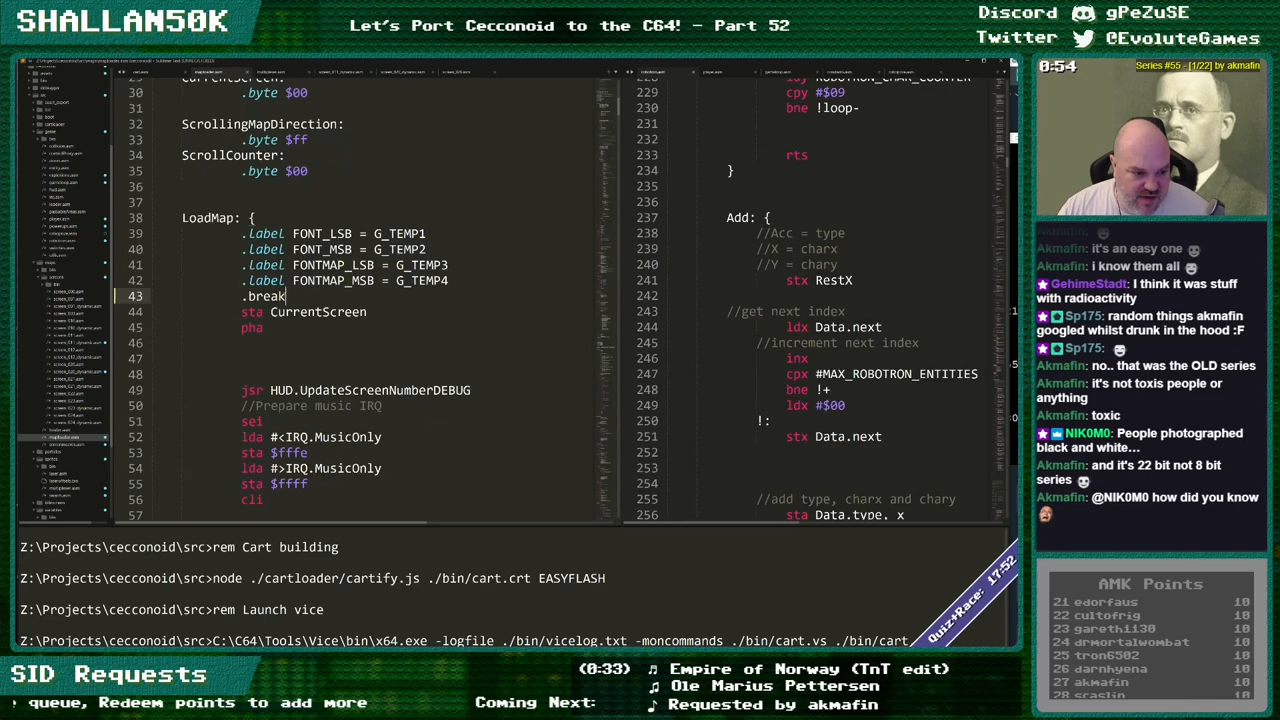 SHALLAN50K
Let's Port Cecconoid to the C64! - Part 52
Discord gPeZuSE
Twitter @EvoluteGames
0:54
Series #55 - [1/22] by akmafin
30 .byte $00
31
32 ScrollingMapDirection:
33 .byte $ff
34 ScrollCounter:
35 .byte $00
36
37
38 LoadMap: {
39 .label FONT_LSB = G_TEMP1
40 .label FONT_MSB = G_TEMP2
41 .label FONTMAP_LSB = G_TEMP3
42 .label FONTMAP_MSB = G_TEMP4
43 .break
44 sta CurrentScreen
45 pha
46
47
48
49 jsr HUD.UpdateScreenNumberDEBUG
50 //Prepare music IRQ
51 sei
52 lda #<IRQ.MusicOnly
53 sta $fffe
54 lda #>IRQ.MusicOnly
55 sta $ffff
56 cli
57
229 cpy #$09
230 bne !loop-
231
232
233 rts
234 }
235
236
237 Add: {
238 //Acc = type
239 //X = charx
240 //Y = chary
241 stx RestX
242
243 //get next index
244 ldx Data.next
245 //increment next index
246 inx
247 cpx #MAX_ROBOTRON_ENTITIES
248 bne !+
249 ldx #$00
250 !:
251 stx Data.next
252
253
254
255 //add type, charx and chary
256 sta Data.type, x
Z:\Projects\cecconoid\src>rem Cart building
Z:\Projects\cecconoid\src>node ./cartloader/cartify.js ./bin/cart.crt EASYFLASH
Z:\Projects\cecconoid\src>rem Launch vice
Z:\Projects\cecconoid\src>C:\C64\Tools\Vice\bin\x64.exe -logfile ./bin/vicelog.txt -moncommands ./bin/cart.vs ./bin/cart
Quiz+Race: 17:52
Akmafin:
Akmafin: it's an easy one
Akmafin: i know them all
GehimeStadt: I think it was stuff
with radioactivity
Sp175: random things akmafin
googled whilst drunk in the hood :F
Sp175:
Akmafin: no.. that was the OLD series
Akmafin: it's not toxis people or
anything
Akmafin: toxic
NIK0M0: People photographed
black and white...
Akmafin: and it's 22 bit not 8 bit
series
Akmafin: @NIK0M0 how did you know
AMK Points
21 edorfaus 10
22 cultofrig 10
23 gareth1130 10
24 drmortalwombat 10
25 tron6502 10
26 darnhyena 10
27 akmafin 10
28 scaslin 10
SID Requests
queue, Redeem points to add more
Coming Next:
(0:33) Empire of Norway (TnT edit)
Ole Marius Pettersen
Requested by akmafin